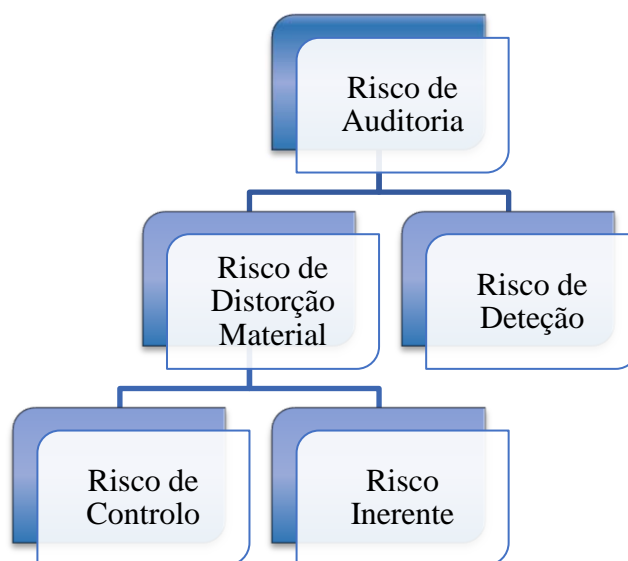 Risco de
Auditoria
Risco de
Distorção
Material
Risco de
Deteção
Risco de
Controlo
Risco
Inerente